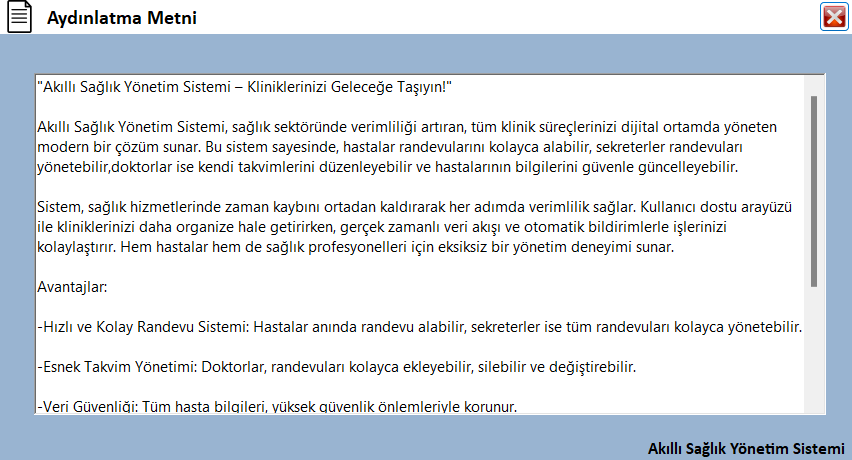 Aydınlatma Metni
"Akıllı Sağlık Yönetim Sistemi – Kliniklerinizi Geleceğe Taşıyın!"
Akıllı Sağlık Yönetim Sistemi, sağlık sektöründe verimliliği artıran, tüm klinik süreçlerinizi dijital ortamda yöneten
modern bir çözüm sunar. Bu sistem sayesinde, hastalar randevularını kolayca alabilir, sekreterler randevuları
yönetebilir,doktorlar ise kendi takvimlerini düzenleyebilir ve hastalarının bilgilerini güvenle güncelleyebilir.
Sistem, sağlık hizmetlerinde zaman kaybını ortadan kaldırarak her adımda verimlilik sağlar. Kullanıcı dostu arayüzü
ile kliniklerinizi daha organize hale getirirken, gerçek zamanlı veri akışı ve otomatik bildirimlerle işlerinizi
kolaylaştırır. Hem hastalar hem de sağlık profesyonelleri için eksiksiz bir yönetim deneyimi sunar.
Avantajlar:
-Hızlı ve Kolay Randevu Sistemi: Hastalar anında randevu alabilir, sekreterler ise tüm randevuları kolayca yönetebilir.
-Esnek Takvim Yönetimi: Doktorlar, randevuları kolayca ekleyebilir, silebilir ve değiştirebilir.
-Veri Güvenliği: Tüm hasta bilgileri, yüksek güvenlik önlemleriyle korunur.
Akıllı Sağlık Yönetim Sistemi